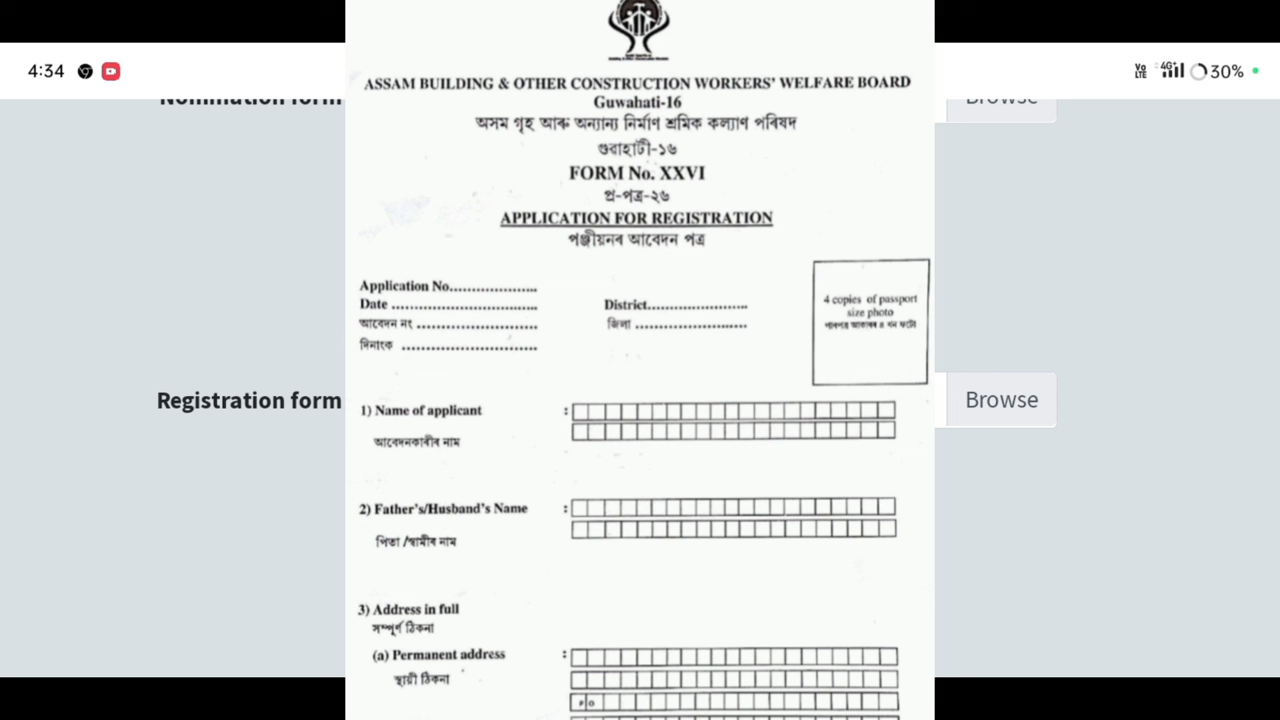 4:34
Vo LTE 4G+ 30%
Nomination form
Browse
ASSAM BUILDING & OTHER CONSTRUCTION WORKERS' WELFARE BOARD
Guwahati-16
অসম গৃহ আৰু অন্যান্য নিৰ্মাণ শ্ৰমিক কল্যাণ পৰিষদ
গুৱাহাটী-১৬
FORM No. XXVI
প্ৰ-পত্ৰ-২৬
APPLICATION FOR REGISTRATION
পঞ্জীয়নৰ আবেদন পত্ৰ
Application No..................
Date ..............................
District.....................
আবেদন নং .........................
জিলা ........................
দিনাংক ............................
4 copies of passport
size photo
1) Name of applicant :
আবেদনকাৰীৰ নাম
Registration form
Browse
2) Father's/Husband's Name :
পিতা /স্বামীৰ নাম
3) Address in full
সম্পূৰ্ণ ঠিকনা
(a) Permanent address :
স্থায়ী ঠিকনা
P O